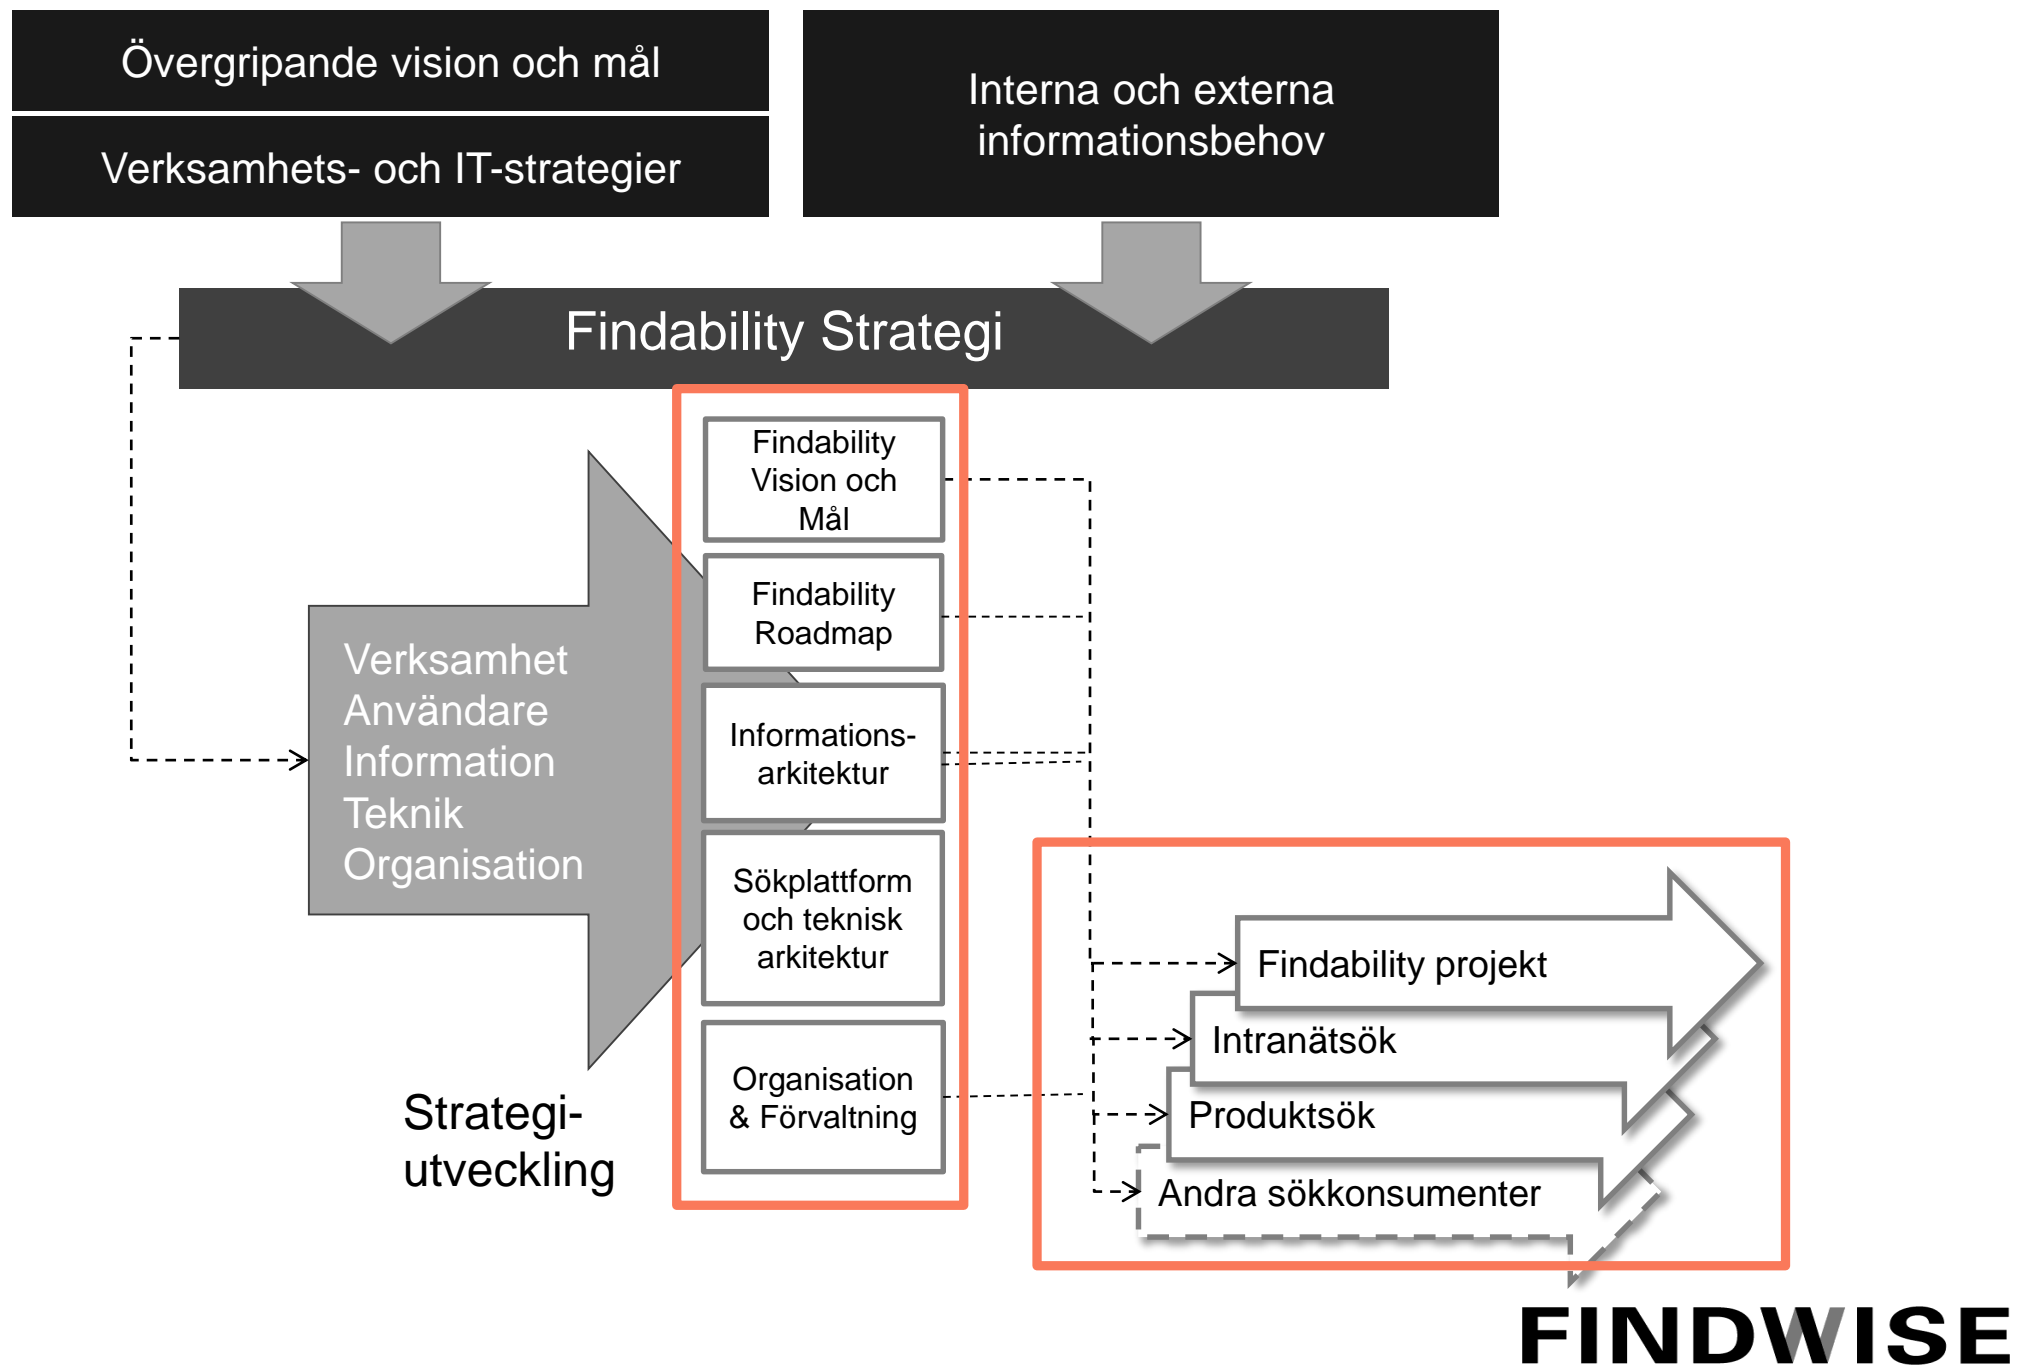 Övergripande vision och mål
Verksamhets- och IT-strategier
Interna och externa
informationsbehov
Findability Strategi
Findability
Vision och
Mål
Findability
Roadmap
Informations-
arkitektur
Sökplattform
och teknisk
arkitektur
Organisation
& Förvaltning
Verksamhet
Användare
Information
Teknik
Organisation
Strategi-
utveckling
Findability projekt
Intranätsök
Produktsök
Andra sökkonsumenter
FINDWISE